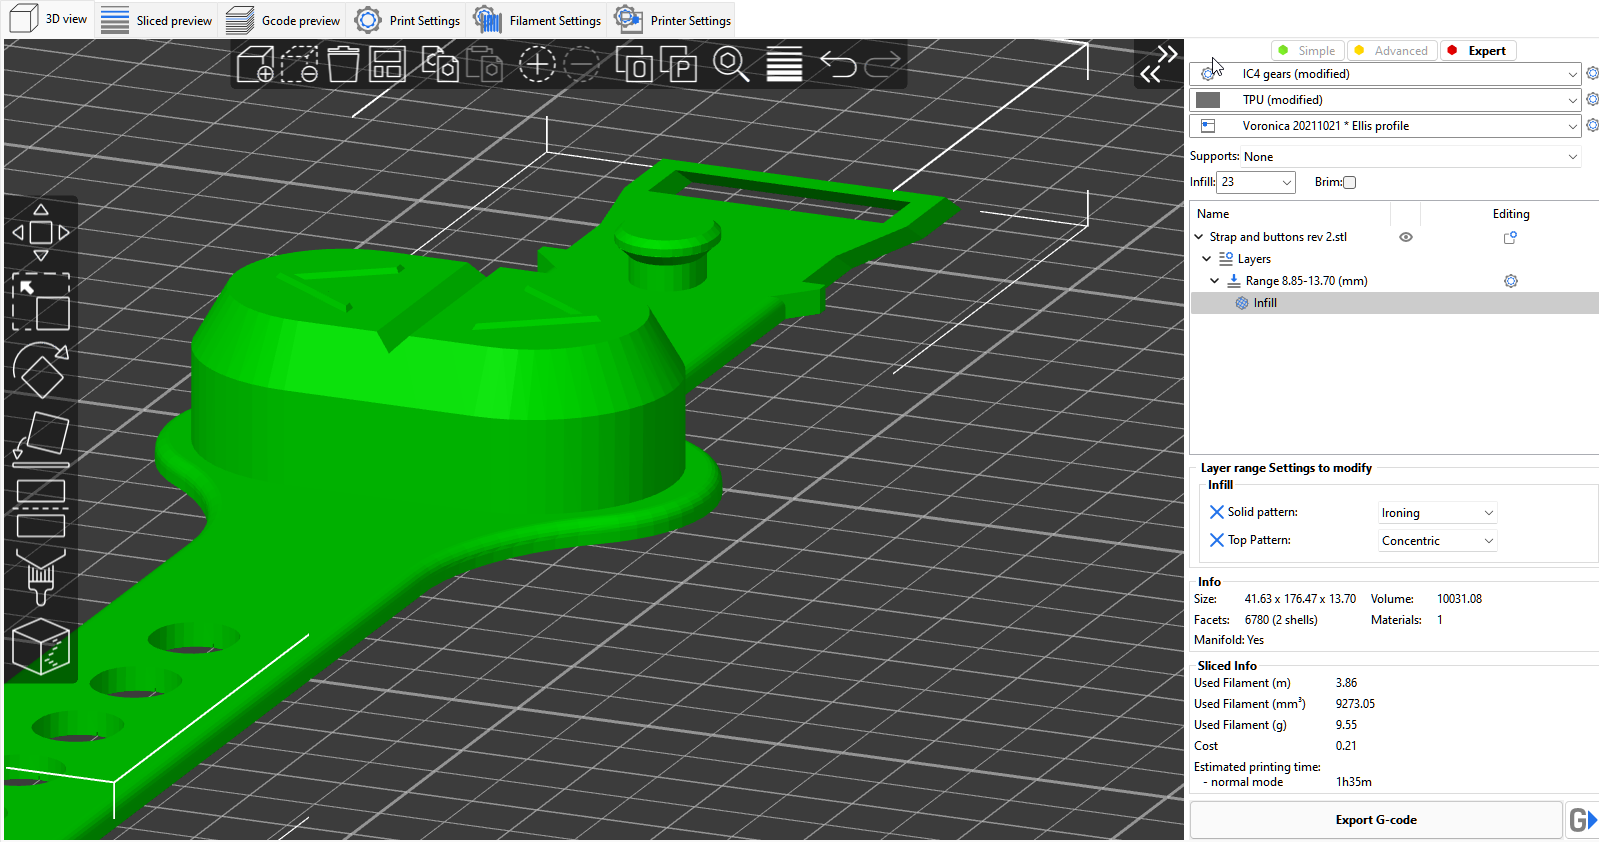 3D view Sliced preview Gcode preview Print Settings Filament Settings Printer Settings
Simple Advanced Expert
IC4 gears (modified)
TPU (modified)
Voronica 20211021 * Ellis profile
Supports: None
Infill: 23 Brim:
Name Editing
Strap and buttons rev 2.stl
Layers
Range 8.85-13.70 (mm)
Infill
Layer range Settings to modify
Infill
Solid pattern: Ironing
Top Pattern: Concentric
Info
Size: 41.63 x 176.47 x 13.70 Volume: 10031.08
Facets: 6780 (2 shells) Materials: 1
Manifold: Yes
Sliced Info
Used Filament (m) 3.86
Used Filament (mm³) 9273.05
Used Filament (g) 9.55
Cost 0.21
Estimated printing time:
- normal mode 1h35m
Export G-code G